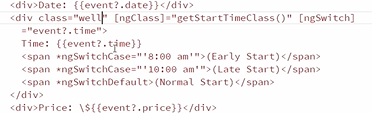 <div>Date: {{event?.date}}</div>
<div class="well" [ngClass]="getStartTimeClass()" [ngSwitch]
="event?.time">
Time: {{event?.time}}
<span *ngSwitchCase="'8:00 am'">(Early Start)</span>
<span *ngSwitchCase="'10:00 am'">(Late Start)</span>
<span *ngSwitchDefault>(Normal Start)</span>
</div>
<div>Price: \${{event?.price}}</div>